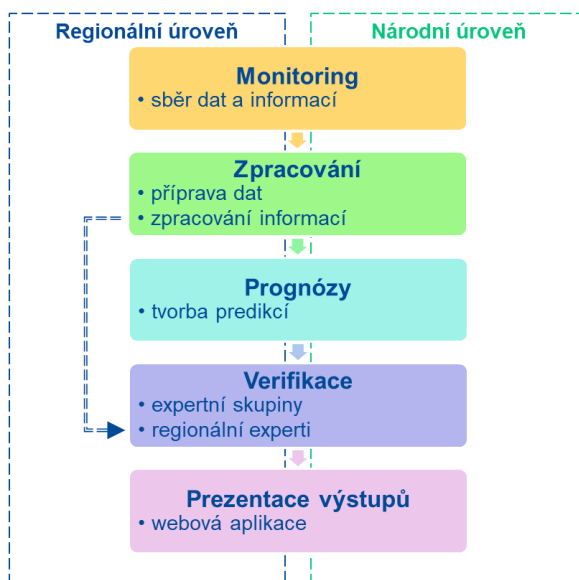 Regionální úroveň
Národní úroveň
Monitoring
• sběr dat a informací
Zpracování
• příprava dat
• zpracování informací
Prognózy
• tvorba predikcí
Verifikace
• expertní skupiny
• regionální experti
Prezentace výstupů
• webová aplikace